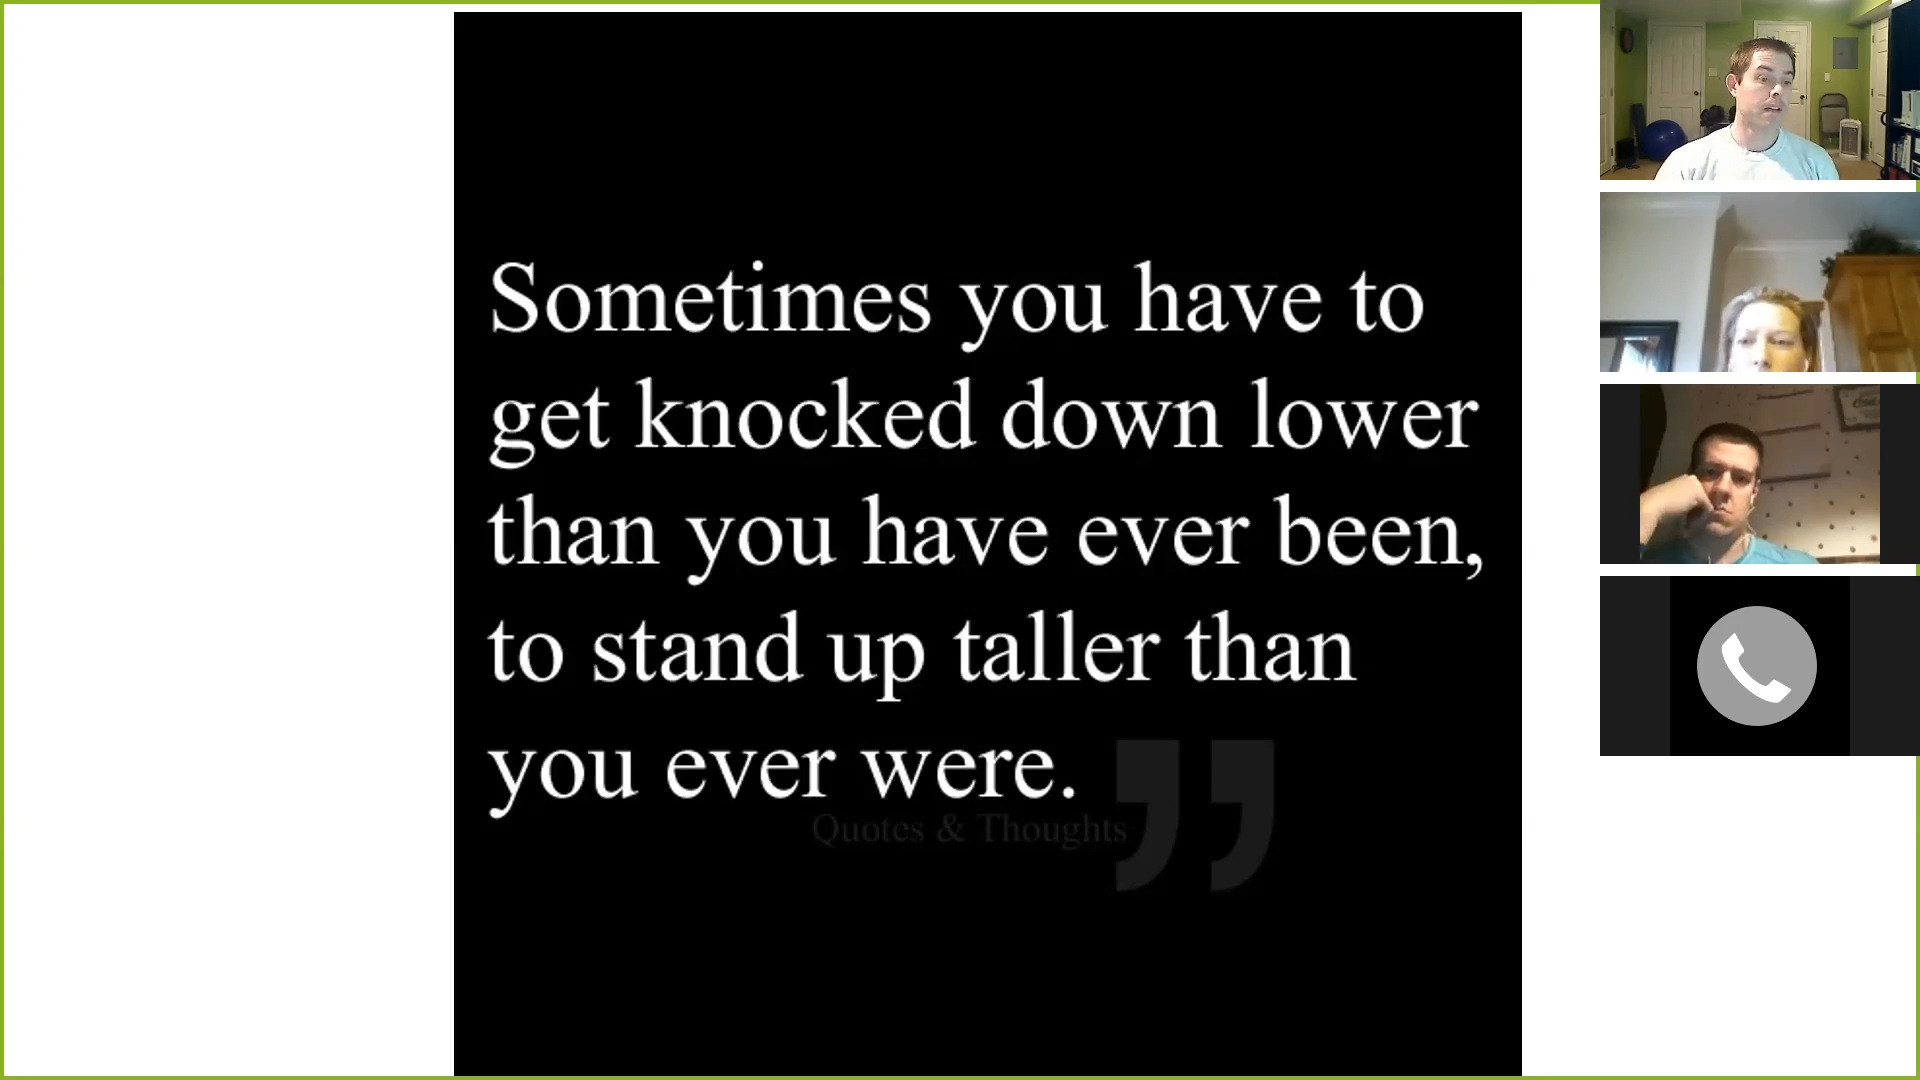 Sometimes you have to
get knocked down lower
than you have ever been,
to stand up taller than
you ever were.
Quotes & Thoughts